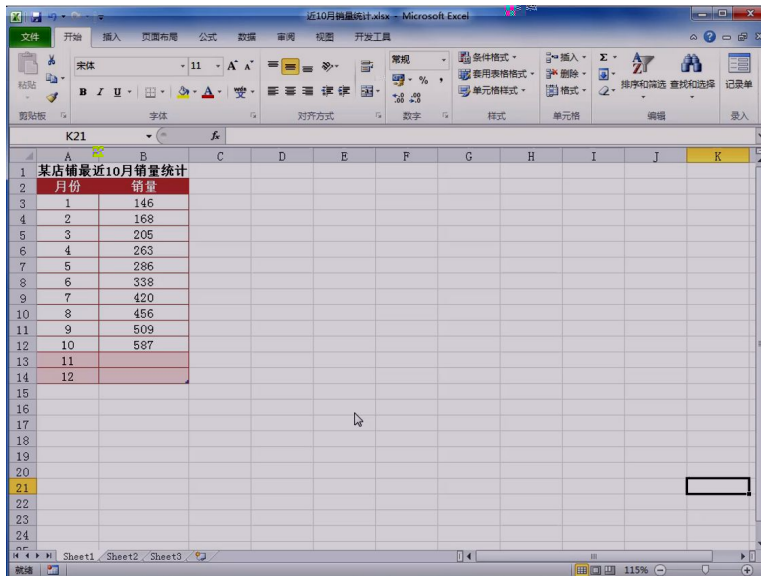 近10月销量统计.xlsx - Microsoft Excel
文件 开始 插入 页面布局 公式 数据 审阅 视图 开发工具
宋体 11 A A 常规 条件格式 插入 Σ
粘贴 B I U A 变 % , 套用表格格式 删除 排序和筛选 查找和选择 记录单
单元格样式 格式
剪贴板 字体 对齐方式 数字 样式 单元格 编辑 录入
K21 fx
A B C D E F G H I J K
1 某店铺最近10月销量统计
2 月份 销量
3 1 146
4 2 168
5 3 205
6 4 263
7 5 286
8 6 338
9 7 420
10 8 456
11 9 509
12 10 587
13 11
14 12
15
16
17
18
19
20
21
22
23
24
Sheet1 Sheet2 Sheet3
就绪 115%